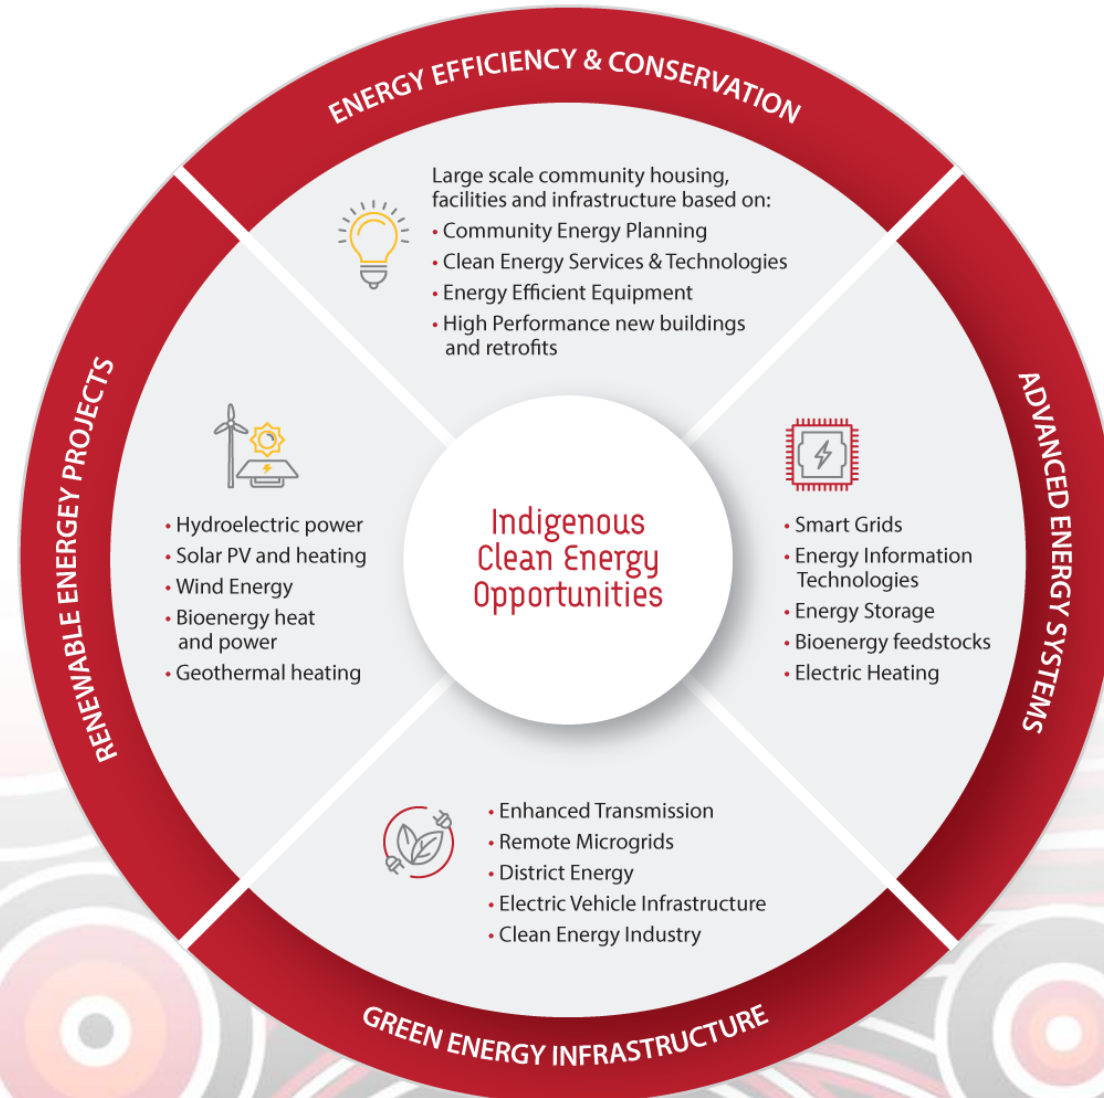 ENERGY EFFICIENCY & CONSERVATION
Large scale community housing,
facilities and infrastructure based on:
• Community Energy Planning
• Clean Energy Services & Technologies
• Energy Efficient Equipment
• High Performance new buildings
and retrofits
RENEWABLE ENERGEY PROJECTS
• Hydroelectric power
• Solar PV and heating
• Wind Energy
• Bioenergy heat
and power
• Geothermal heating
Indigenous
Clean Energy
Opportunities
ADVANCED ENERGY SYSTEMS
• Smart Grids
• Energy Information
Technologies
• Energy Storage
• Bioenergy feedstocks
• Electric Heating
• Enhanced Transmission
• Remote Microgrids
• District Energy
• Electric Vehicle Infrastructure
• Clean Energy Industry
GREEN ENERGY INFRASTRUCTURE